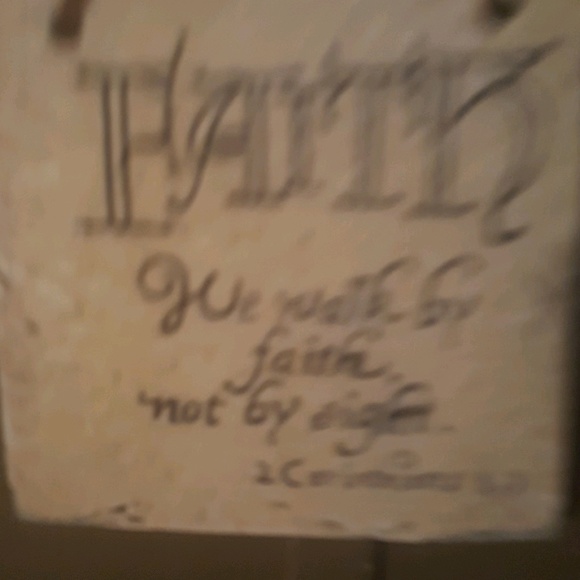 FAITH
We walk by
faith,
not by sight.
2 Corinthians